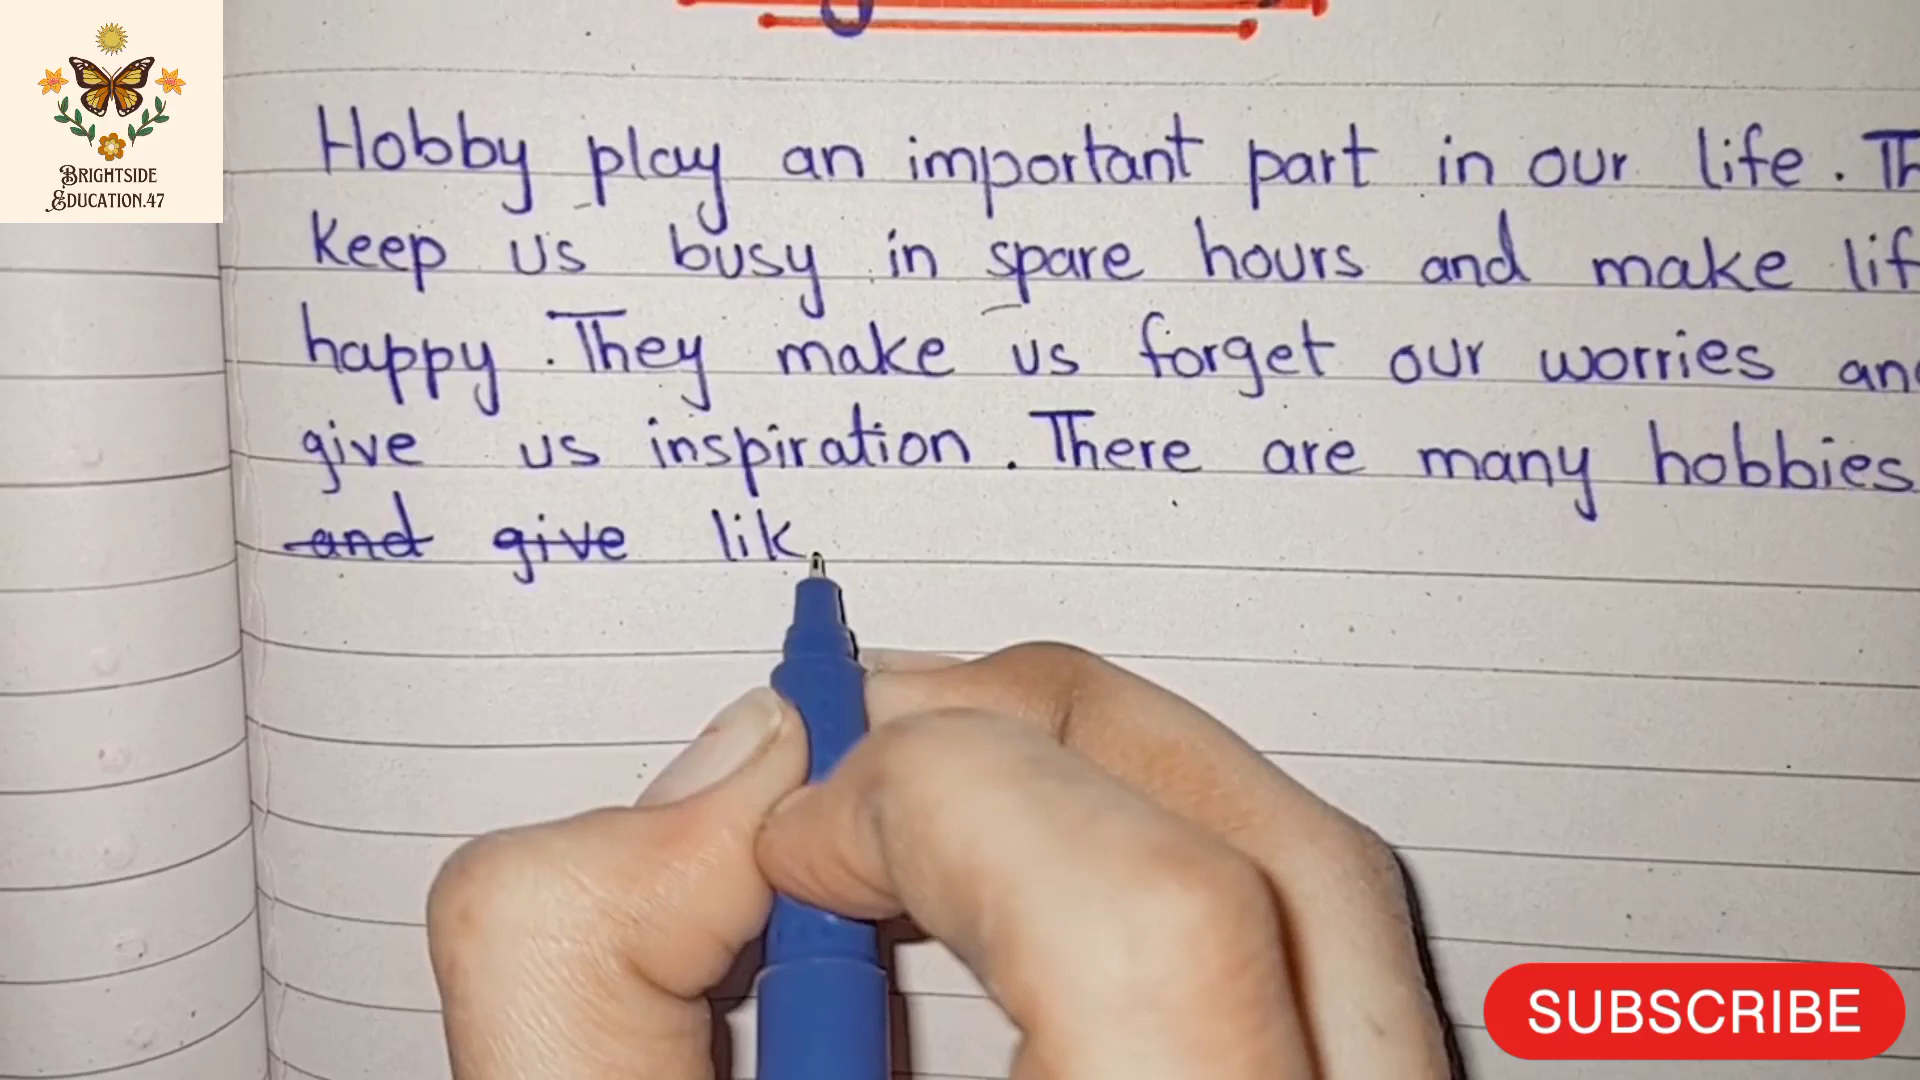 BRIGHTSIDE
EDUCATION.47
Hobby play an important part in our life. Th
keep us busy in spare hours and make lif
happy. They make us forget our worries an
give us inspiration. There are many hobbies
and give lik
SUBSCRIBE